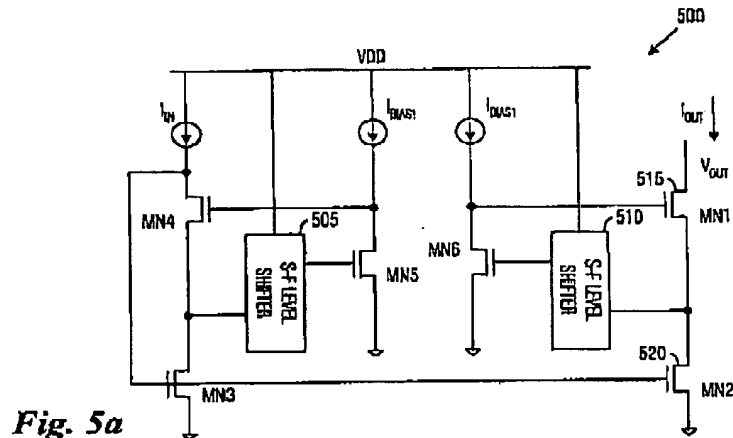 500
VDD
I_IN
I_BIAS1
I_BIAS1
I_OUT
V_OUT
515
MN1
MN4
505
S-F LEVEL
SHIFTER
MN5
MN6
510
S-F LEVEL
SHIFTER
520
MN3
MN2
Fig. 5a